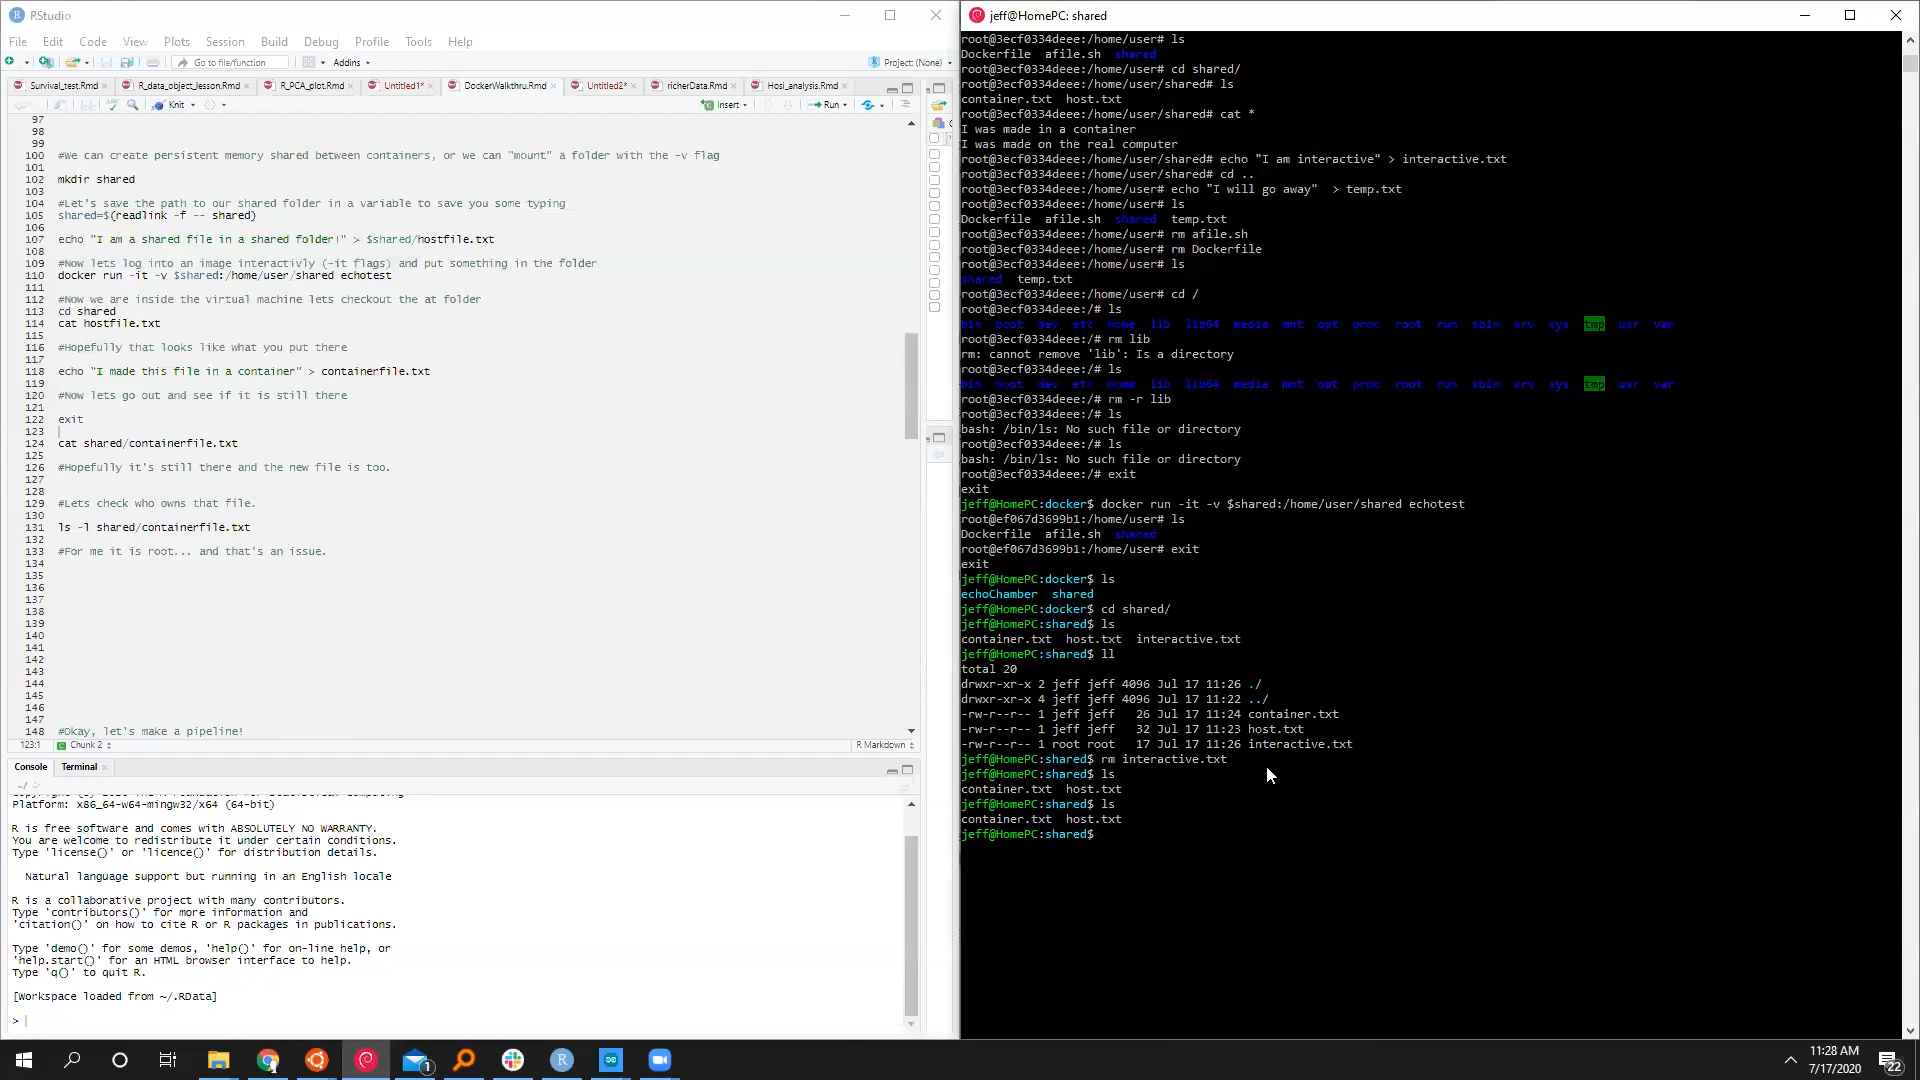 RStudio
File Edit Code View Plots Session Build Debug Profile Tools Help
Go to file/function Addins Project: (None)
Survival_test.Rmd R_data_object_lesson.Rmd R_PCA_plot.Rmd Untitled1* DockerWalkthru.Rmd Untitled2* richerData.Rmd Hosi_analysis.Rmd
Knit Insert Run
97
98
99
100 #We can create persistent memory shared between containers, or we can "mount" a folder with the -v flag
101
102 mkdir shared
103
104 #Let's save the path to our shared folder in a variable to save you some typing
105 shared=$(readlink -f -- shared)
106
107 echo "I am a shared file in a shared folder!" > $shared/hostfile.txt
108
109 #Now lets log into an image interactivly (-it flags) and put something in the folder
110 docker run -it -v $shared:/home/user/shared echotest
111
112 #Now we are inside the virtual machine lets checkout the at folder
113 cd shared
114 cat hostfile.txt
115
116 #Hopefully that looks like what you put there
117
118 echo "I made this file in a container" > containerfile.txt
119
120 #Now lets go out and see if it is still there
121
122 exit
123
124 cat shared/containerfile.txt
125
126 #Hopefully it's still there and the new file is too.
127
128
129 #Lets check who owns that file.
130
131 ls -l shared/containerfile.txt
132
133 #For me it is root... and that's an issue.
134
135
136
137
138
139
140
141
142
143
144
145
146
147
148 #Okay, let's make a pipeline!
123:1 Chunk 2 R Markdown
Console Terminal
Platform: x86_64-w64-mingw32/x64 (64-bit)
R is free software and comes with ABSOLUTELY NO WARRANTY.
You are welcome to redistribute it under certain conditions.
Type 'license()' or 'licence()' for distribution details.
Natural language support but running in an English locale
R is a collaborative project with many contributors.
Type 'contributors()' for more information and
'citation()' on how to cite R or R packages in publications.
Type 'demo()' for some demos, 'help()' for on-line help, or
'help.start()' for an HTML browser interface to help.
Type 'q()' to quit R.
[Workspace loaded from ~/.RData]
>
jeff@HomePC: shared
root@3ecf0334deee:/home/user# ls
Dockerfile afile.sh shared
root@3ecf0334deee:/home/user# cd shared/
root@3ecf0334deee:/home/user/shared# ls
container.txt host.txt
root@3ecf0334deee:/home/user/shared# cat *
I was made in a container
I was made on the real computer
root@3ecf0334deee:/home/user/shared# echo "I am interactive" > interactive.txt
root@3ecf0334deee:/home/user/shared# cd ..
root@3ecf0334deee:/home/user# echo "I will go away" > temp.txt
root@3ecf0334deee:/home/user# ls
Dockerfile afile.sh shared temp.txt
root@3ecf0334deee:/home/user# rm afile.sh
root@3ecf0334deee:/home/user# rm Dockerfile
root@3ecf0334deee:/home/user# ls
shared temp.txt
root@3ecf0334deee:/home/user# cd /
root@3ecf0334deee:/# ls
bin boot dev etc home lib lib64 media mnt opt proc root run sbin srv sys tmp usr var
root@3ecf0334deee:/# rm lib
rm: cannot remove 'lib': Is a directory
root@3ecf0334deee:/# ls
bin boot dev etc home lib lib64 media mnt opt proc root run sbin srv sys tmp usr var
root@3ecf0334deee:/# rm -r lib
root@3ecf0334deee:/# ls
bash: /bin/ls: No such file or directory
root@3ecf0334deee:/# ls
bash: /bin/ls: No such file or directory
root@3ecf0334deee:/# exit
exit
jeff@HomePC:docker$ docker run -it -v $shared:/home/user/shared echotest
root@ef067d3699b1:/home/user# ls
Dockerfile afile.sh shared
root@ef067d3699b1:/home/user# exit
exit
jeff@HomePC:docker$ ls
echoChamber shared
jeff@HomePC:docker$ cd shared/
jeff@HomePC:shared$ ls
container.txt host.txt interactive.txt
jeff@HomePC:shared$ ll
total 20
drwxr-xr-x 2 jeff jeff 4096 Jul 17 11:26 ./
drwxr-xr-x 4 jeff jeff 4096 Jul 17 11:22 ../
-rw-r--r-- 1 jeff jeff 26 Jul 17 11:24 container.txt
-rw-r--r-- 1 jeff jeff 32 Jul 17 11:23 host.txt
-rw-r--r-- 1 root root 17 Jul 17 11:26 interactive.txt
jeff@HomePC:shared$ rm interactive.txt
jeff@HomePC:shared$ ls
container.txt host.txt
jeff@HomePC:shared$ ls
container.txt host.txt
jeff@HomePC:shared$
11:28 AM
7/17/2020
22
1